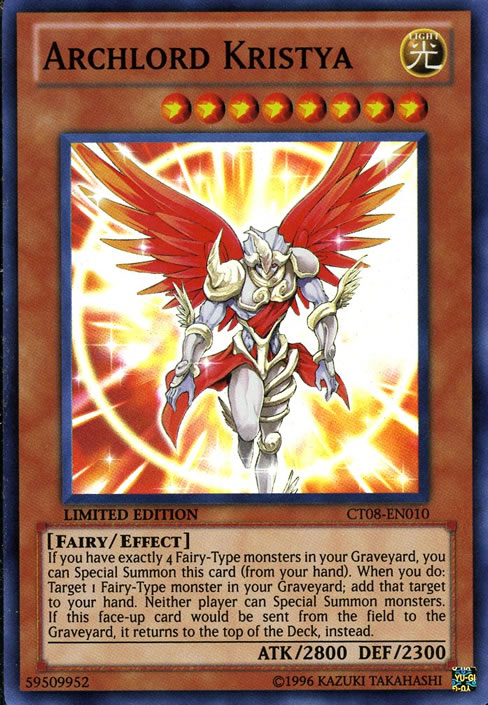 ARCHLORD KRISTYA
LIGHT
光
LIMITED EDITION
CT08-EN010
[FAIRY/EFFECT]
If you have exactly 4 Fairy-Type monsters in your Graveyard, you
can Special Summon this card (from your hand). When you do:
Target 1 Fairy-Type monster in your Graveyard; add that target
to your hand. Neither player can Special Summon monsters.
If this face-up card would be sent from the field to the
Graveyard, it returns to the top of the Deck, instead.
ATK/2800 DEF/2300
59509952
©1996 KAZUKI TAKAHASHI
YU-GI